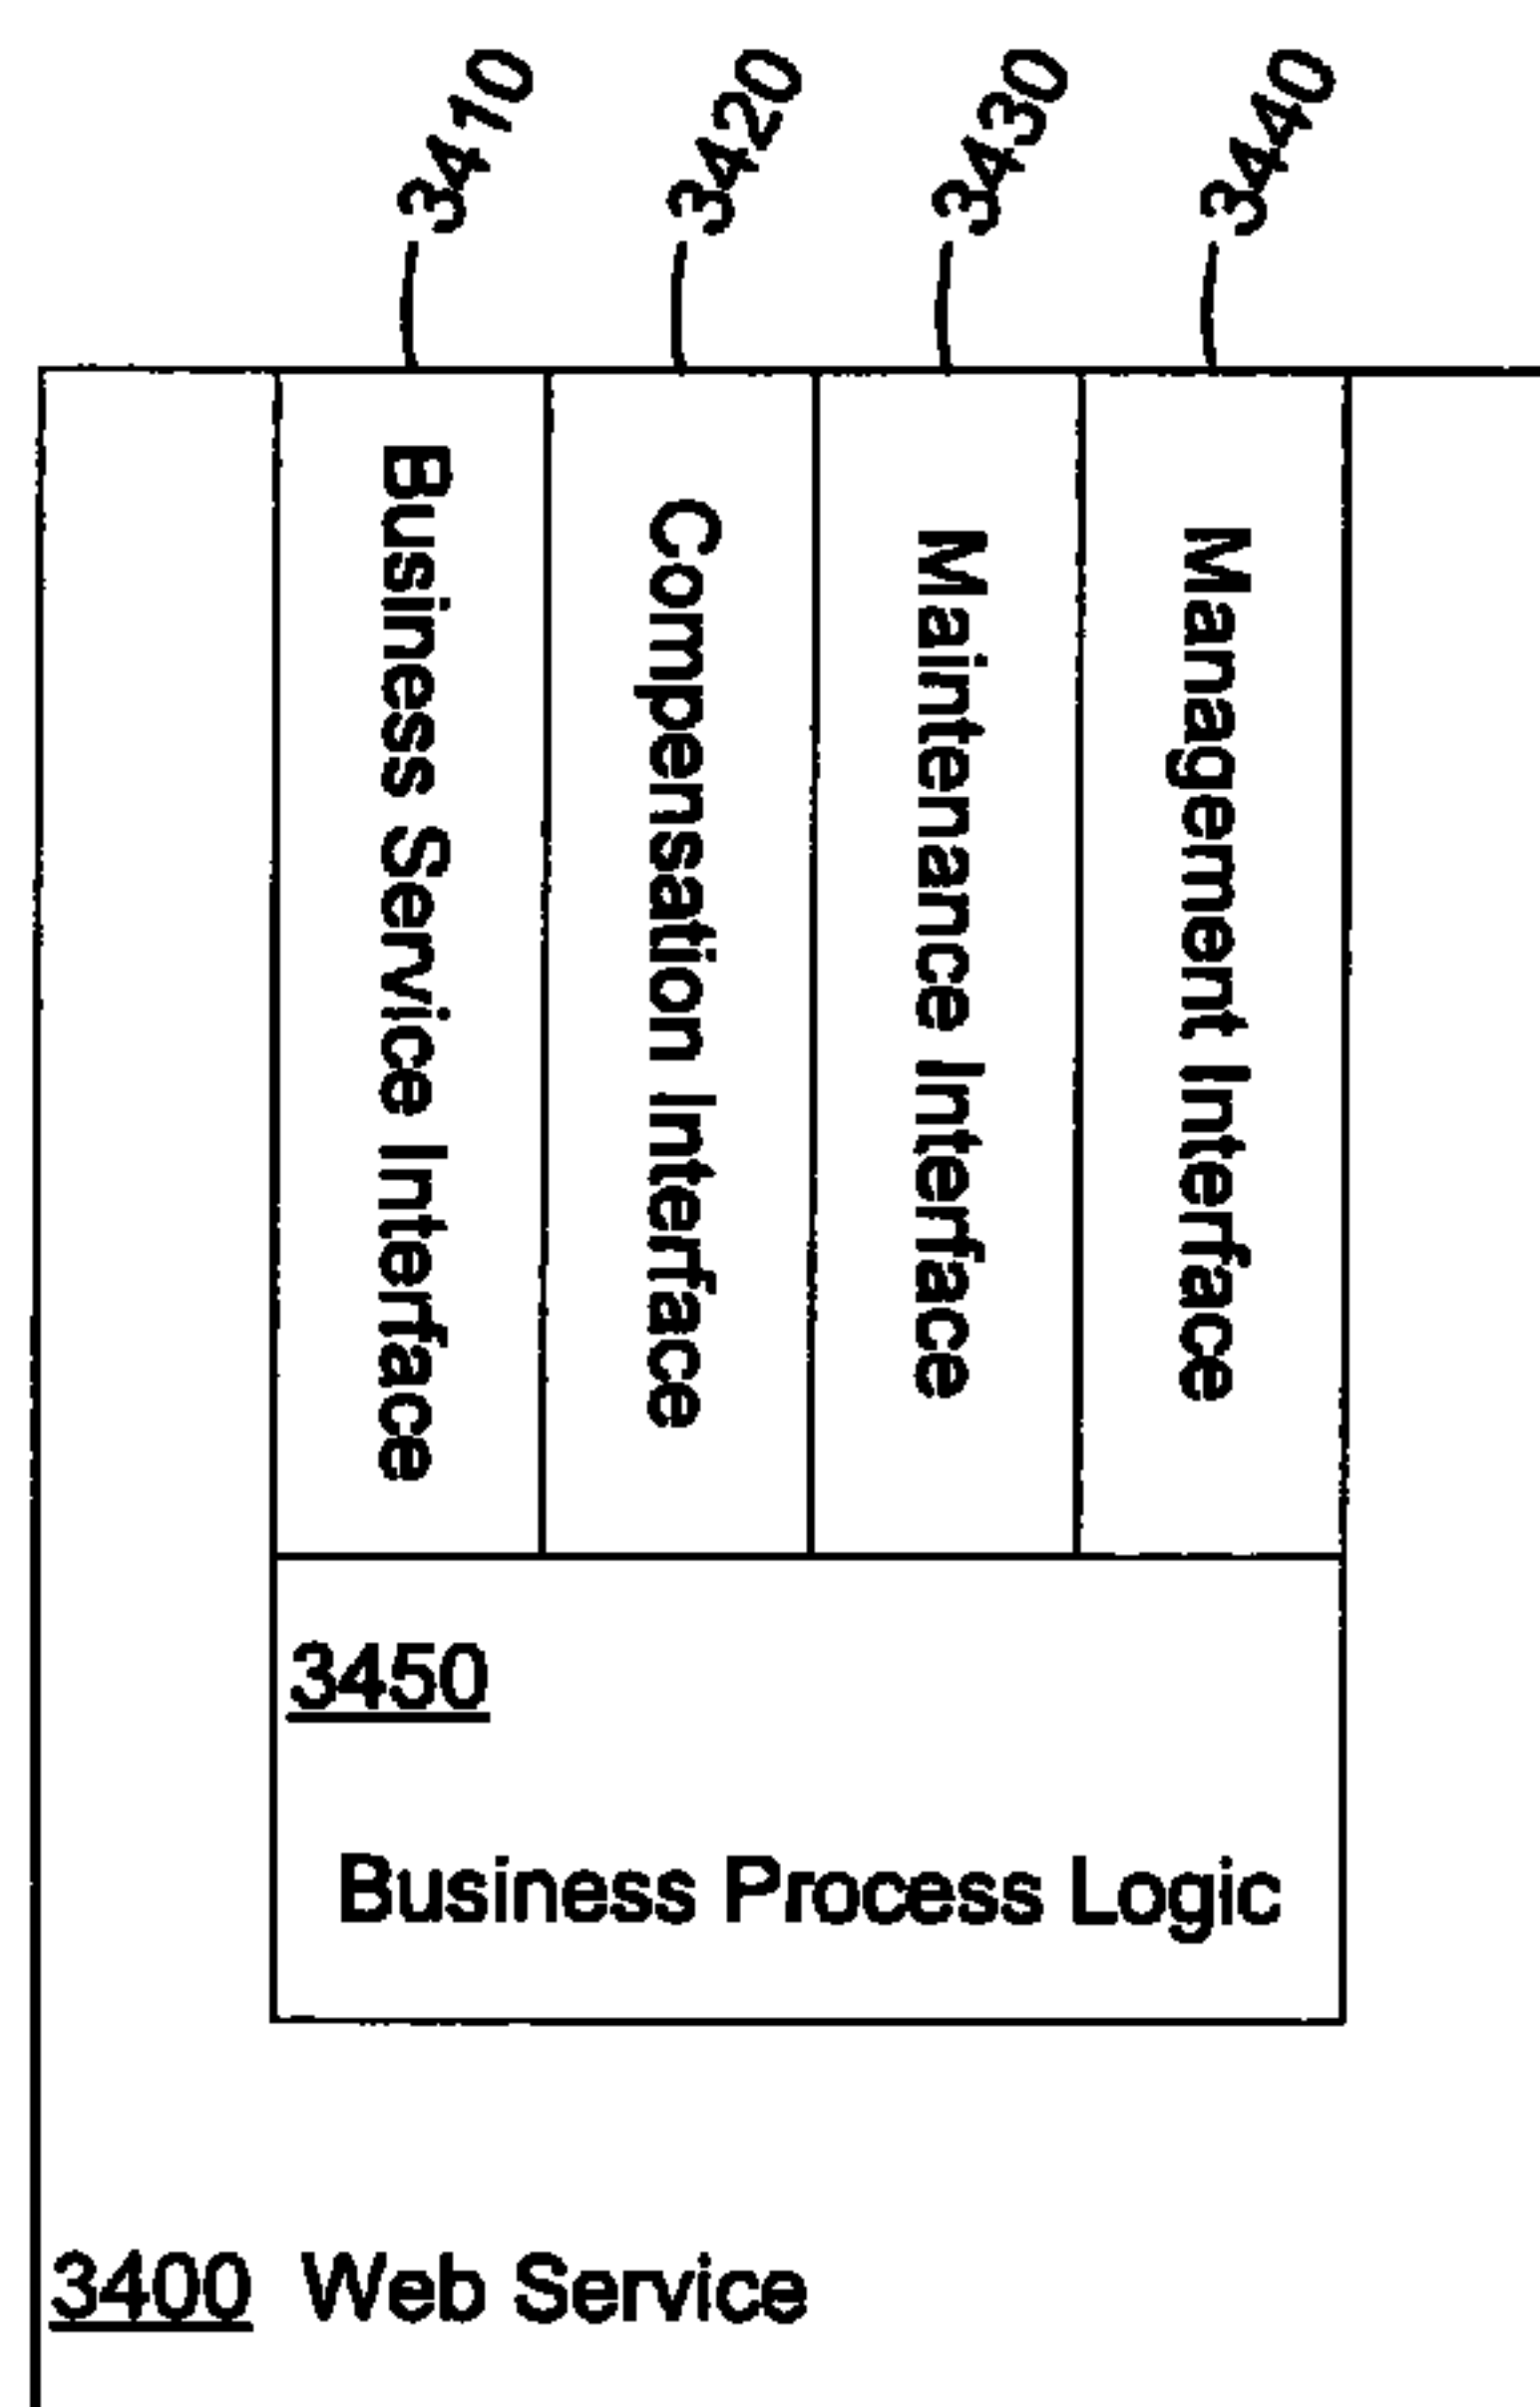 3410
3420
3430
3440
Business Service Interface
Compensation Interface
Maintenance Interface
Management Interface
3450
Business Process Logic
3400 Web Service